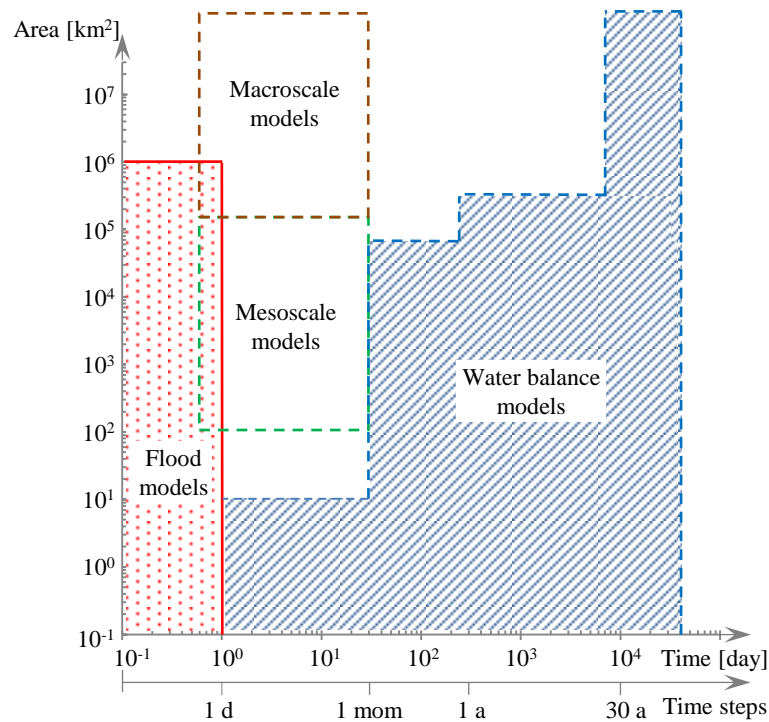 Area [km²]
10⁷
10⁶
10⁵
10⁴
10³
10²
10¹
10⁰
10⁻¹
Macroscale
models
Mesoscale
models
Water balance
models
Flood
models
10⁻¹ 10⁰ 10¹ 10² 10³ 10⁴ Time [day]
1 d 1 mom 1 a 30 a Time steps